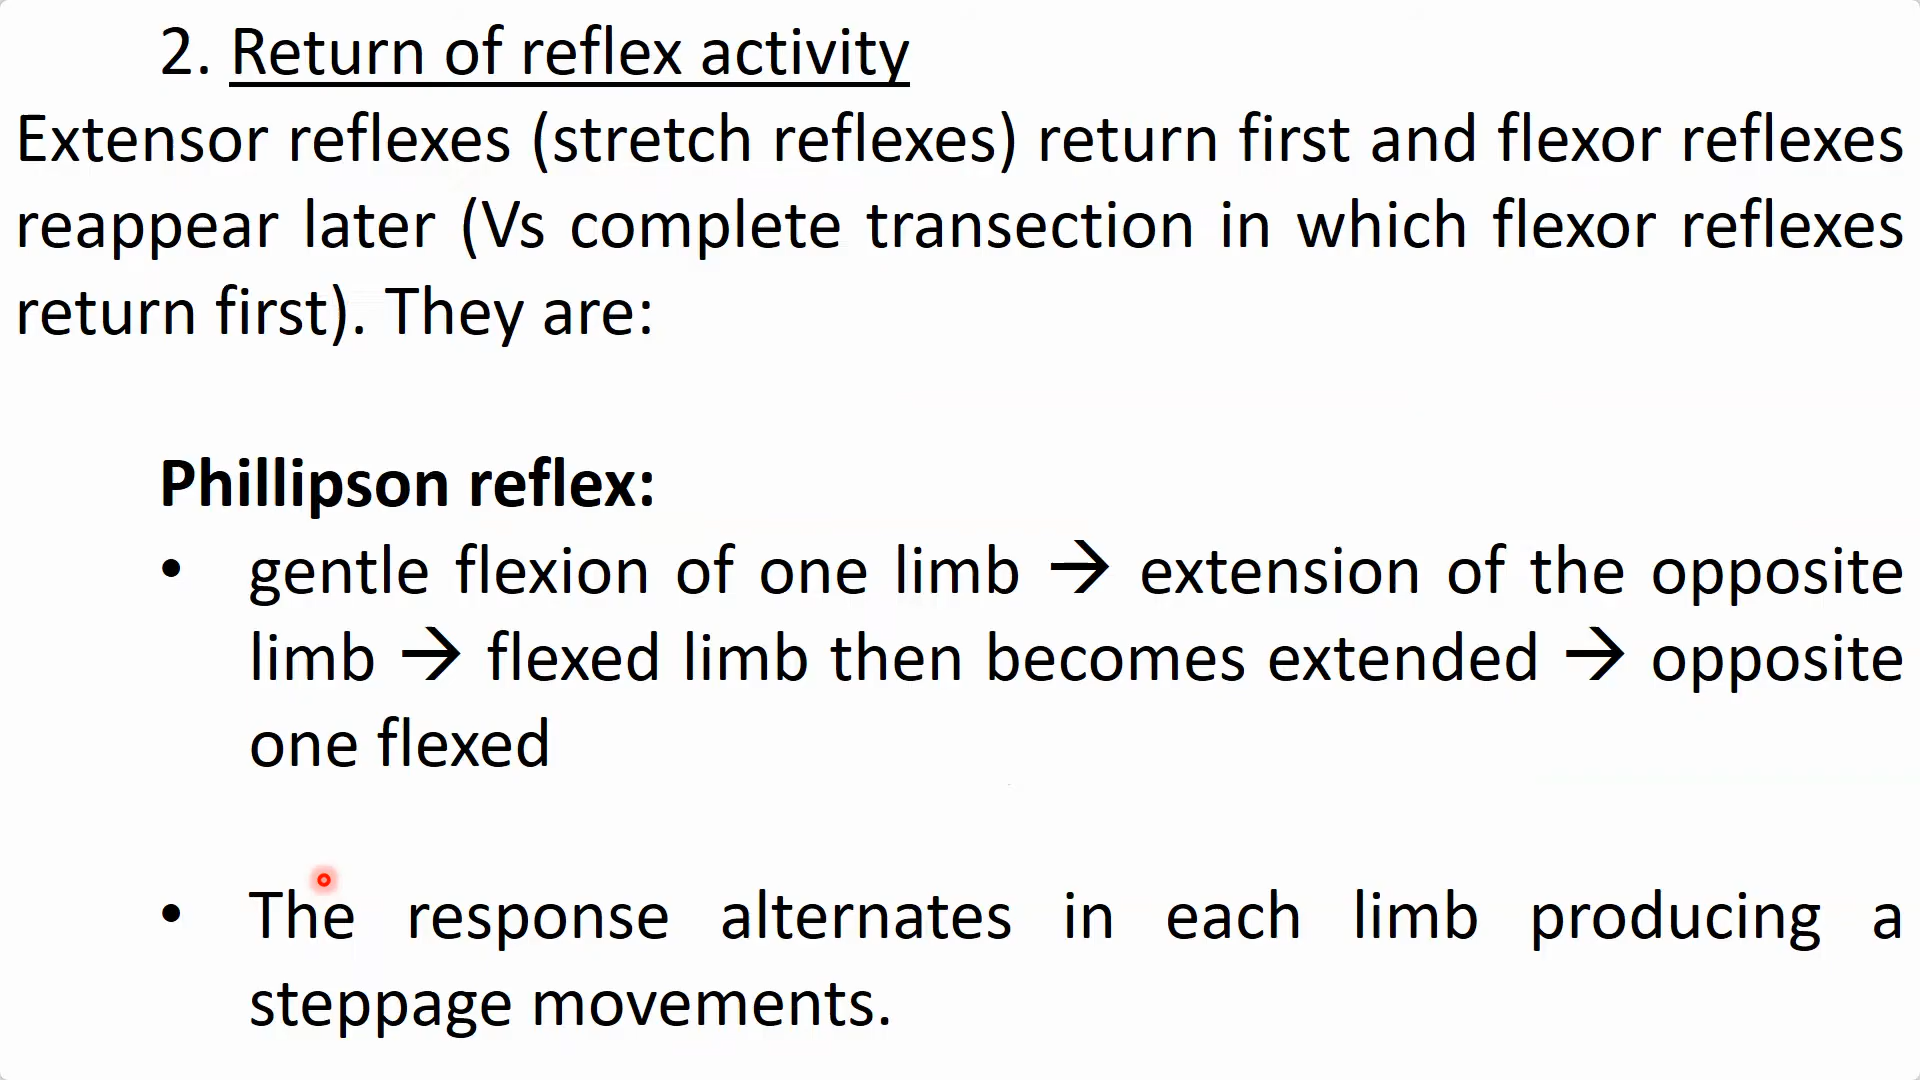 2. Return of reflex activity
Extensor reflexes (stretch reflexes) return first and flexor reflexes
reappear later (Vs complete transection in which flexor reflexes
return first). They are:
Phillipson reflex:
• gentle flexion of one limb → extension of the opposite
limb → flexed limb then becomes extended → opposite
one flexed
• The response alternates in each limb producing a
steppage movements.